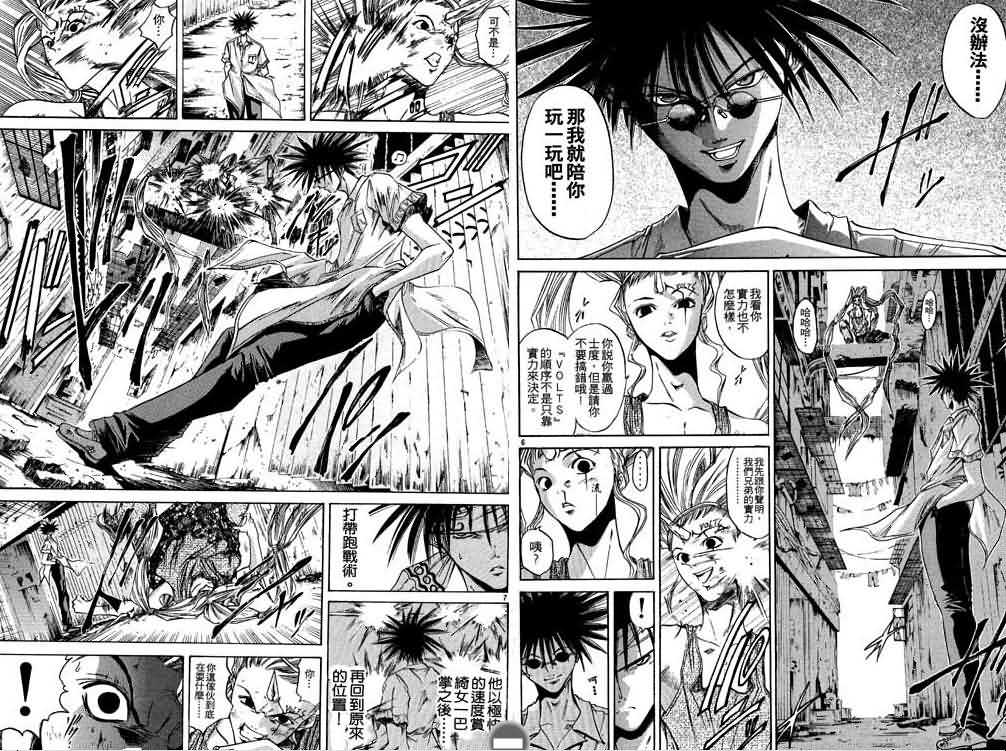 沒辦法……
那我就陪你
玩一玩吧……
哈…
哈哈哈…
我看你
實力也不
怎麼樣。
你說你贏過
士度，但是請你
不要搞錯哦！
『VOLTS』
的順序不是只靠
實力來決定。
6
我先跟你聲明，
我們兄弟的實力
……
流
咦？
！
可不是…
你…
打帶跑戰術。
7
他以極快
的速度賞
綺女一巴
掌之後……
再回到原來
的位置！
你…
你這傢伙到底
在耍什麼……
！